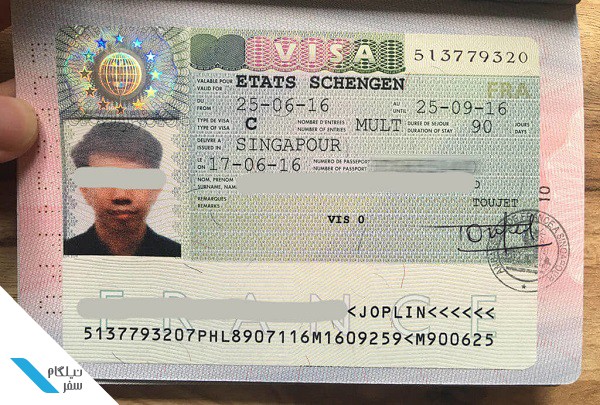 VISA
513779320
VALABLE POUR
VALID FOR
ETATS SCHENGEN
FRA
DU
FROM
25-06-16
AU
UNTIL
25-09-16
TYPE DE VISA
TYPE OF VISA
C
NOMBRE D'ENTREES
NUMBER OF ENTRIES
MULT
DUREE DE SEJOUR
DURATION OF STAY
90
JOURS
DAYS
DELIVRE A
ISSUED IN
SINGAPOUR
LE
ON
17-06-16
NUMERO DE PASSEPORT
NUMBER OF PASSPORT
NOM, PRENOM
SURNAME, NAME
REMARQUES
REMARKS
TOUJET
VIS 0
10
FRANCE
<JOPLIN<<<<<<
5137793207PHL8907116M1609259<M900625
نیلگام
سفر